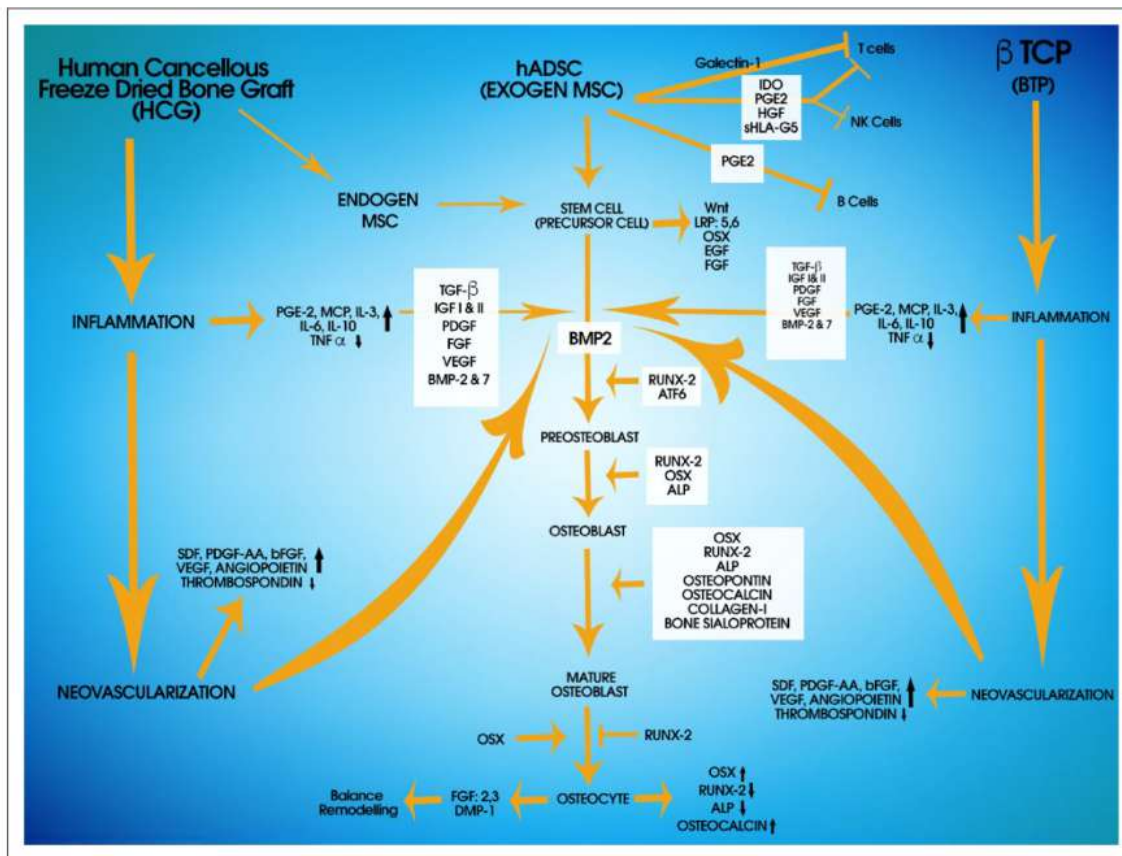 Human Cancellous
Freeze Dried Bone Graft
(HCG)
hADSC
(EXOGEN MSC)
Galectin-1
T cells
IDO
PGE2
HGF
sHLA-G5
NK Cells
PGE2
B Cells
β TCP
(BTP)
ENDOGEN
MSC
STEM CELL
(PRECURSOR CELL)
Wnt
LRP: 5,6
OSX
EGF
FGF
INFLAMMATION
PGE-2, MCP, IL-3,
IL-6, IL-10
TNF α
TGF-β
IGF I & II
PDGF
FGF
VEGF
BMP-2 & 7
BMP2
TGF-β
IGF I& II
PDGF
FGF
VEGF
BMP-2 & 7
PGE-2, MCP, IL-3,
IL-6, IL-10
TNF α
INFLAMMATION
RUNX-2
ATF6
PREOSTEOBLAST
RUNX-2
OSX
ALP
OSTEOBLAST
OSX
RUNX-2
ALP
OSTEOPONTIN
OSTEOCALCIN
COLLAGEN-I
BONE SIALOPROTEIN
SDF, PDGF-AA, bFGF,
VEGF, ANGIOPOIETIN
THROMBOSPONDIN
NEOVASCULARIZATION
MATURE
OSTEOBLAST
SDF, PDGF-AA, bFGF,
VEGF, ANGIOPOIETIN
THROMBOSPONDIN
NEOVASCULARIZATION
OSX
RUNX-2
Balance
Remodelling
FGF: 2,3
DMP-1
OSTEOCYTE
OSX
RUNX-2
ALP
OSTEOCALCIN